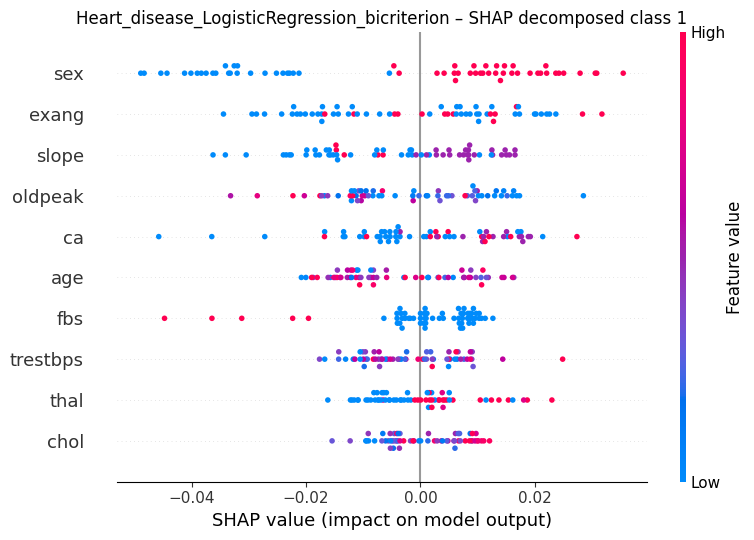 Heart_disease_LogisticRegression_bicriterion – SHAP decomposed class 1
High
sex
exang
slope
oldpeak
ca
age
fbs
trestbps
thal
chol
Feature value
Low
−0.04 −0.02 0.00 0.02
SHAP value (impact on model output)